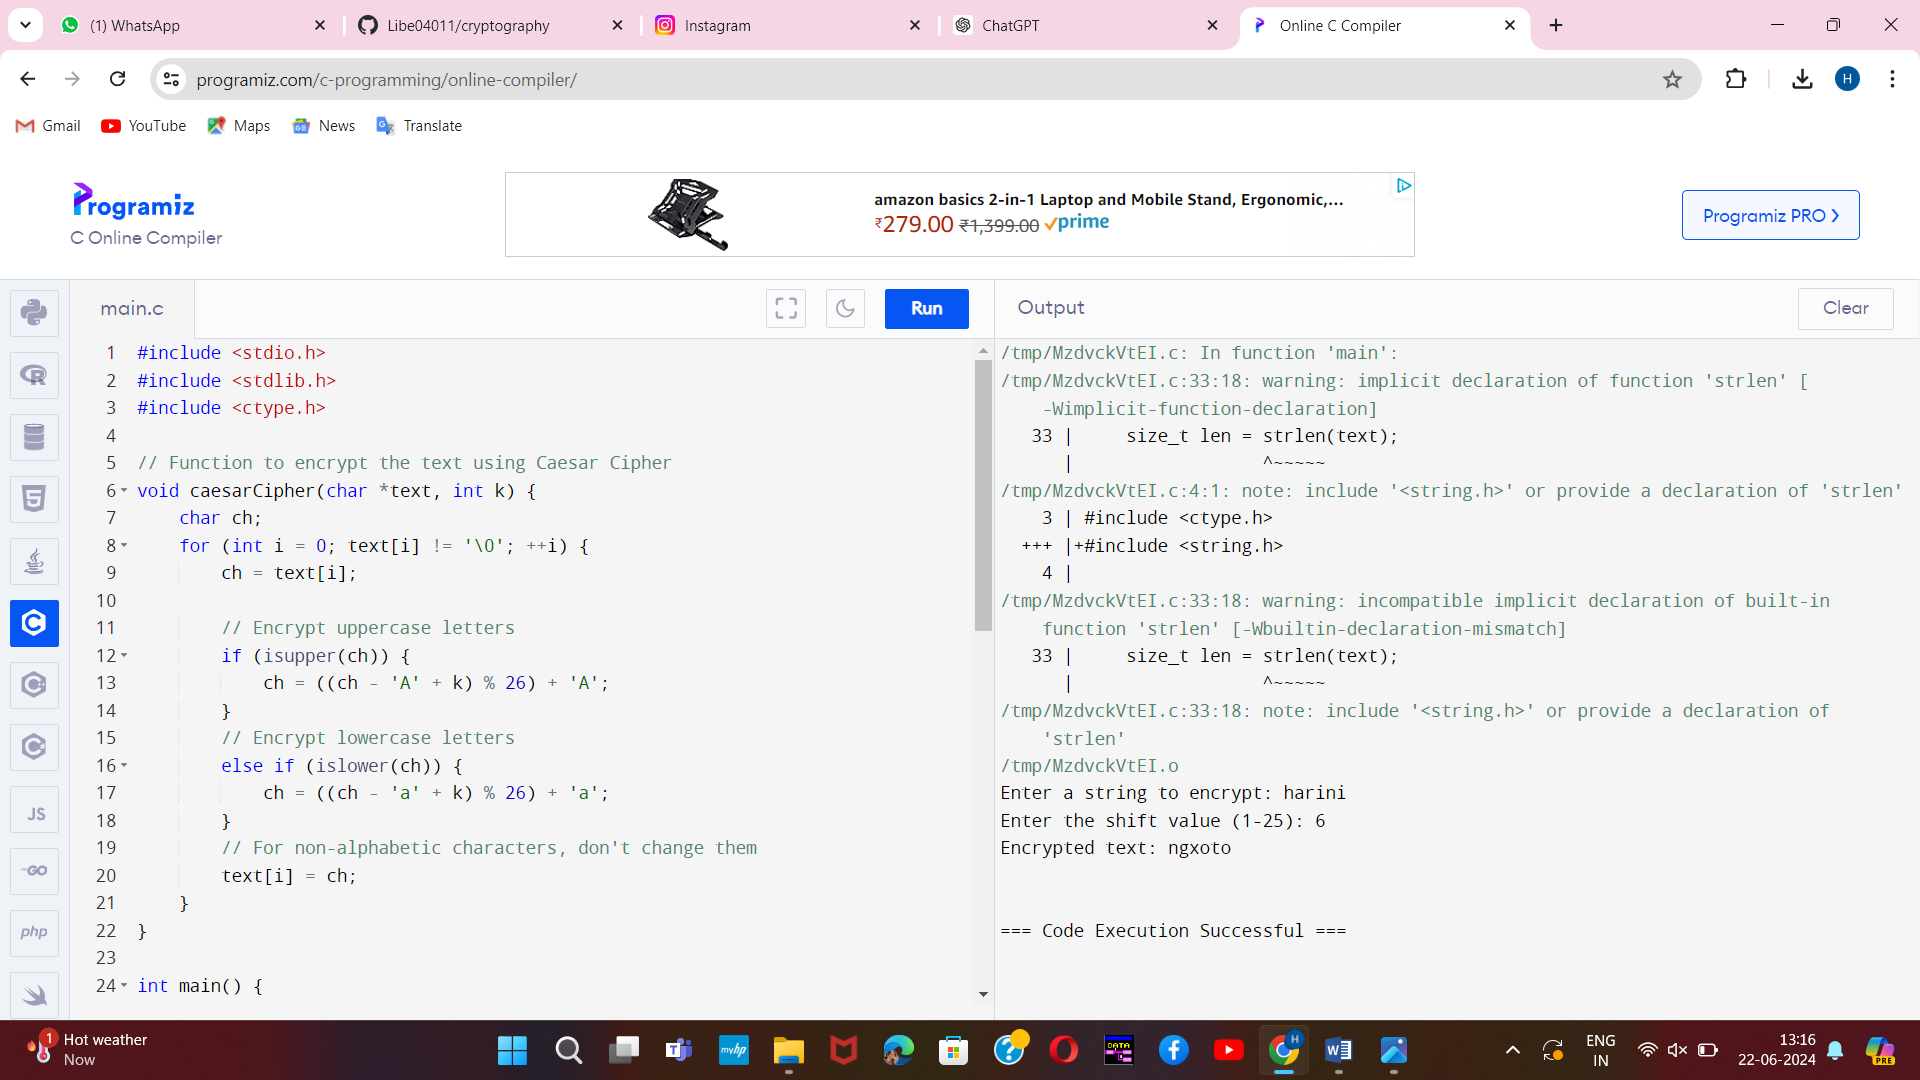 (1) WhatsApp
Libe04011/cryptography
Instagram
ChatGPT
Online C Compiler
programiz.com/c-programming/online-compiler/
H
Gmail
YouTube
Maps
News
Translate
Programiz
C Online Compiler
amazon basics 2-in-1 Laptop and Mobile Stand, Ergonomic,...
₹279.00 ₹1,399.00 prime
Programiz PRO
main.c
Run
Output
Clear
1 #include <stdio.h>
2 #include <stdlib.h>
3 #include <ctype.h>
4
5 // Function to encrypt the text using Caesar Cipher
6 void caesarCipher(char *text, int k) {
7 char ch;
8 for (int i = 0; text[i] != '\0'; ++i) {
9 ch = text[i];
10
11 // Encrypt uppercase letters
12 if (isupper(ch)) {
13 ch = ((ch - 'A' + k) % 26) + 'A';
14 }
15 // Encrypt lowercase letters
16 else if (islower(ch)) {
17 ch = ((ch - 'a' + k) % 26) + 'a';
18 }
19 // For non-alphabetic characters, don't change them
20 text[i] = ch;
21 }
22 }
23
24 int main() {
/tmp/MzdvckVtEI.c: In function 'main':
/tmp/MzdvckVtEI.c:33:18: warning: implicit declaration of function 'strlen' [
-Wimplicit-function-declaration]
33 | size_t len = strlen(text);
| ^~~~~~
/tmp/MzdvckVtEI.c:4:1: note: include '<string.h>' or provide a declaration of 'strlen'
3 | #include <ctype.h>
+++ |+#include <string.h>
4 |
/tmp/MzdvckVtEI.c:33:18: warning: incompatible implicit declaration of built-in
function 'strlen' [-Wbuiltin-declaration-mismatch]
33 | size_t len = strlen(text);
| ^~~~~~
/tmp/MzdvckVtEI.c:33:18: note: include '<string.h>' or provide a declaration of
'strlen'
/tmp/MzdvckVtEI.o
Enter a string to encrypt: harini
Enter the shift value (1-25): 6
Encrypted text: ngxoto
=== Code Execution Successful ===
JS
GO
php
1
Hot weather
Now
myhp
DATA
H
ENG
IN
13:16
22-06-2024
PRE